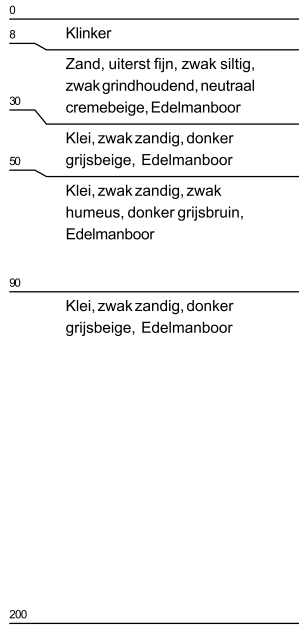 0
8
Klinker
Zand, uiterst fijn, zwak siltig,
zwak grindhoudend, neutraal
30
cremebeige, Edelmanboor
Klei, zwak zandig, donker
50
grijsbeige, Edelmanboor
Klei, zwak zandig, zwak
humeus, donker grijsbruin,
Edelmanboor
90
Klei, zwak zandig, donker
grijsbeige, Edelmanboor
200